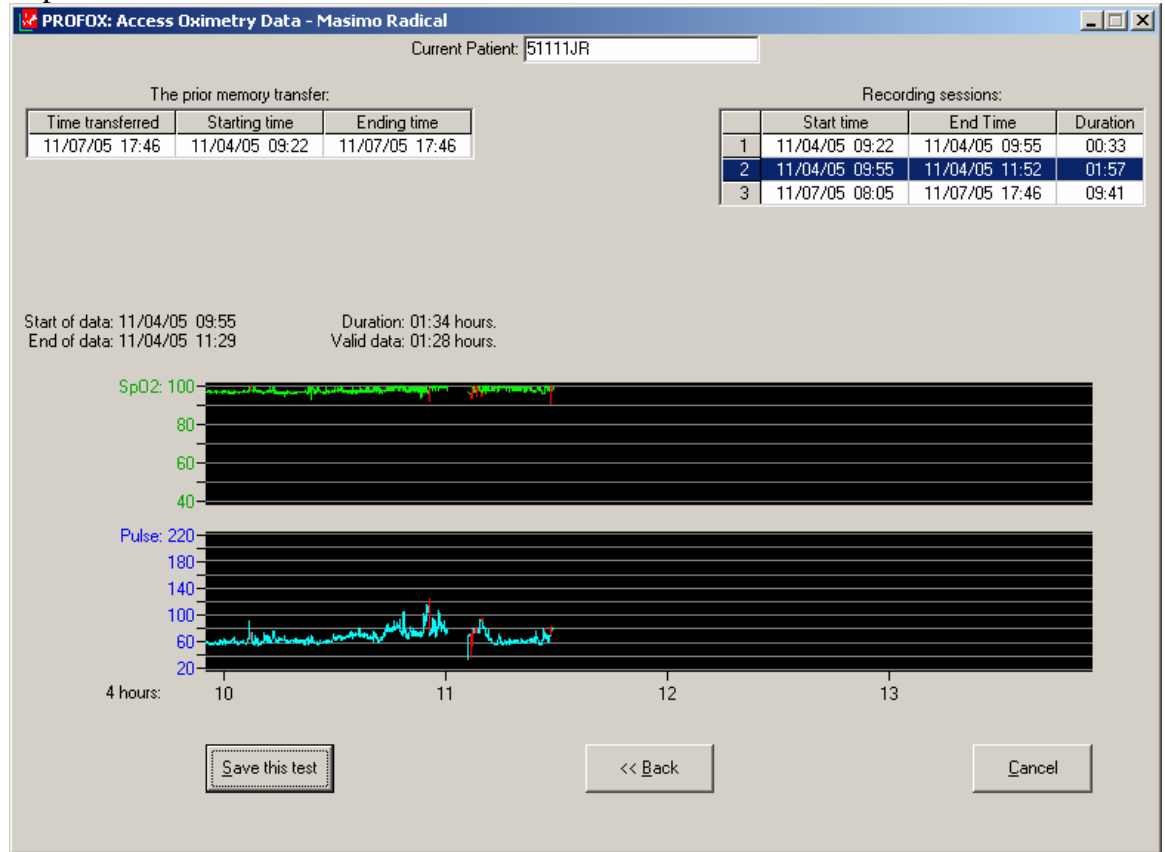 PROFOX: Access Oximetry Data - Masimo Radical
Current Patient: 51111JR
The prior memory transfer:
Time transferred Starting time Ending time
11/07/05 17:46 11/04/05 09:22 11/07/05 17:46
Recording sessions:
Start time End Time Duration
1 11/04/05 09:22 11/04/05 09:55 00:33
2 11/04/05 09:55 11/04/05 11:52 01:57
3 11/07/05 08:05 11/07/05 17:46 09:41
Start of data: 11/04/05 09:55 Duration: 01:34 hours.
End of data: 11/04/05 11:29 Valid data: 01:28 hours.
SpO2: 100
80
60
40
Pulse: 220
180
140
100
60
20
4 hours: 10 11 12 13
Save this test << Back Cancel